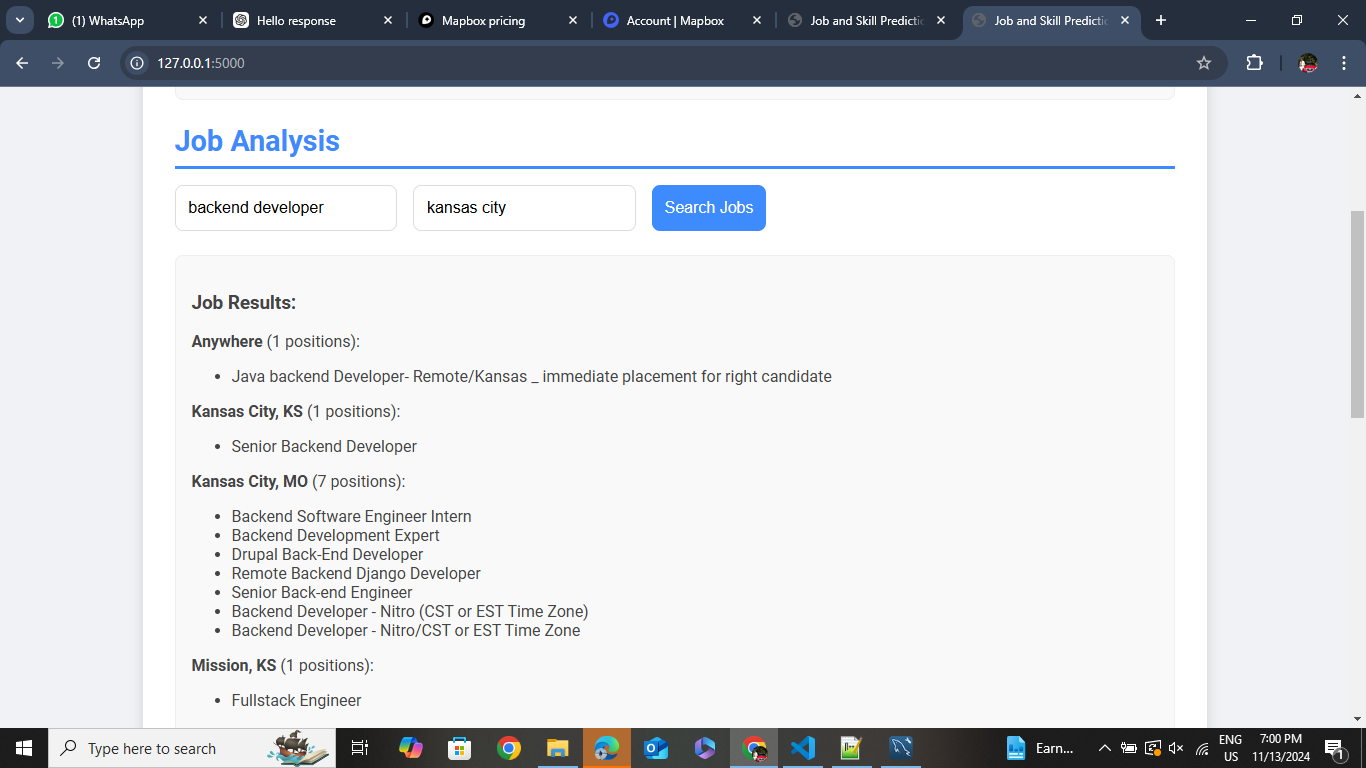 (1) WhatsApp
Hello response
Mapbox pricing
Account | Mapbox
Job and Skill Predictic
Job and Skill Predictic
127.0.0.1:5000
Job Analysis
backend developer
kansas city
Search Jobs
Job Results:
Anywhere (1 positions):
Java backend Developer- Remote/Kansas _ immediate placement for right candidate
Kansas City, KS (1 positions):
Senior Backend Developer
Kansas City, MO (7 positions):
Backend Software Engineer Intern
Backend Development Expert
Drupal Back-End Developer
Remote Backend Django Developer
Senior Back-end Engineer
Backend Developer - Nitro (CST or EST Time Zone)
Backend Developer - Nitro/CST or EST Time Zone
Mission, KS (1 positions):
Fullstack Engineer
Type here to search
Earn...
ENG
US
7:00 PM
11/13/2024
1